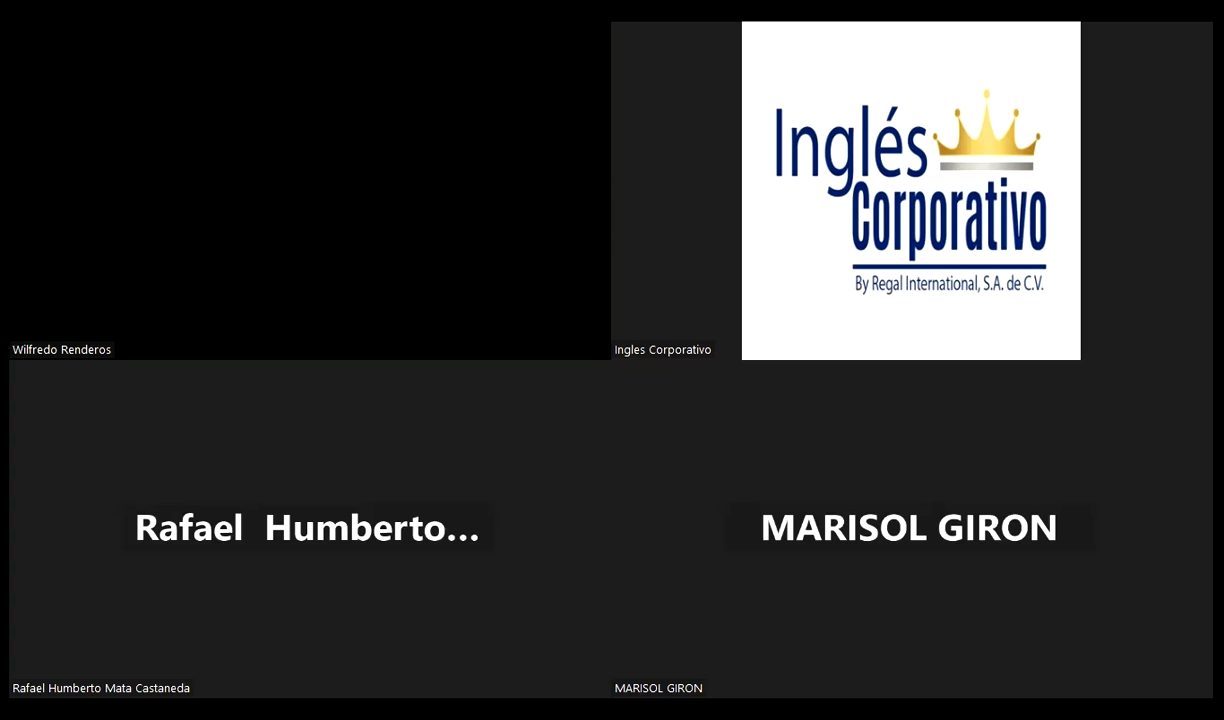 Inglés
Corporativo
By Regal International, S.A. de C.V.
Wilfredo Renderos
Ingles Corporativo
Rafael Humberto...
MARISOL GIRON
Rafael Humberto Mata Castaneda
MARISOL GIRON